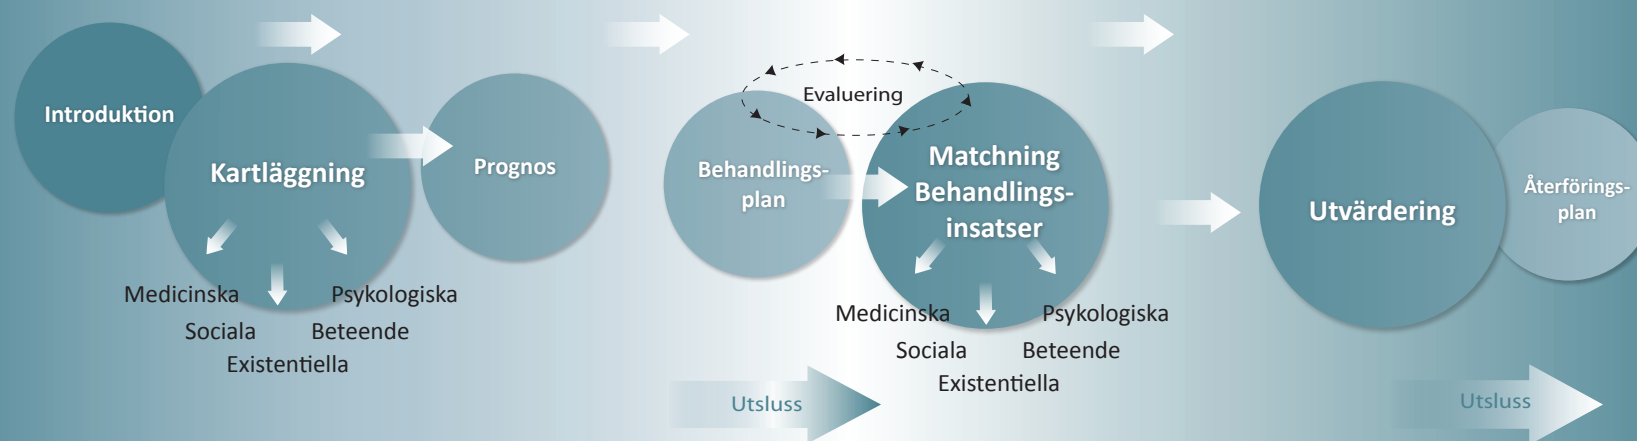 Introduktion
Kartläggning
Medicinska
Psykologiska
Sociala
Beteende
Existentiella
Prognos
Behandlings-
plan
Evaluering
Matchning
Behandlings-
insatser
Medicinska
Psykologiska
Sociala
Beteende
Existentiella
Utsluss
Utvärdering
Återförings-
plan
Utsluss